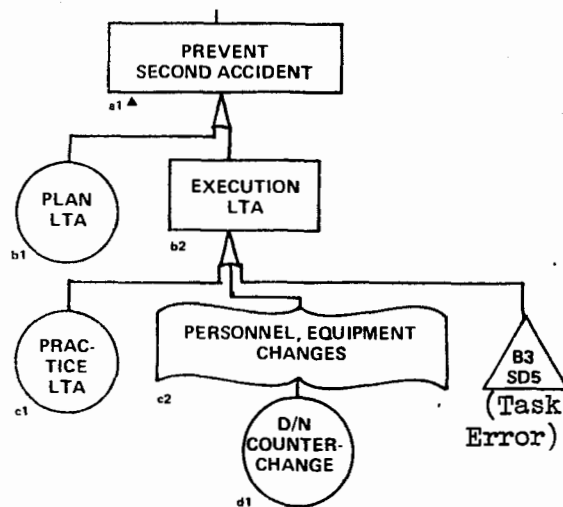 PREVENT
SECOND ACCIDENT
a1 ▲
PLAN
LTA
b1
EXECUTION
LTA
b2
PRAC-
TICE
LTA
c1
PERSONNEL, EQUIPMENT
CHANGES
c2
B3
SD5
(Task
Error)
D/N
COUNTER-
CHANGE
d1